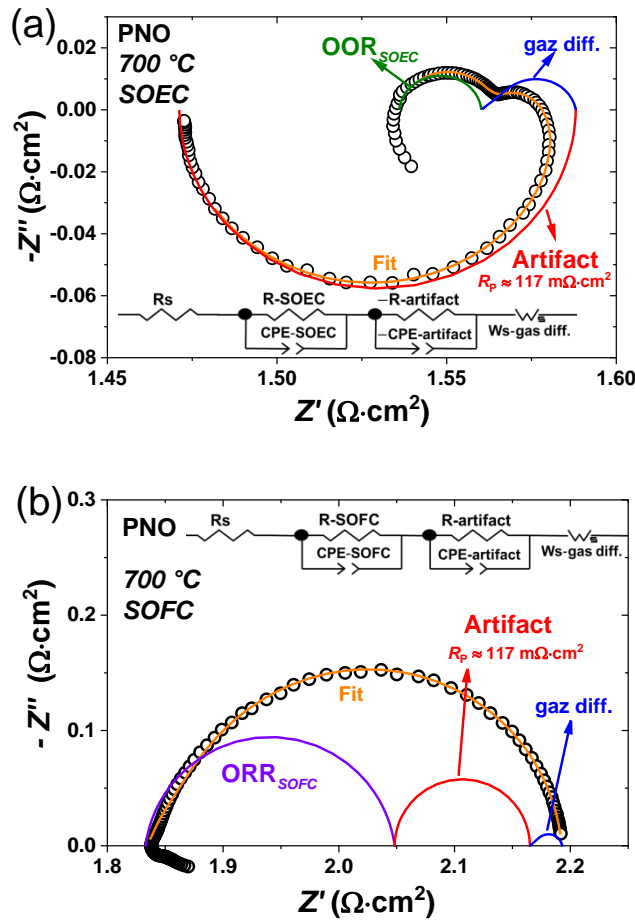 (a)
PNO
700 °C
SOEC
OOR_SOEC
gaz diff.
Fit
Artifact
R_P ≈ 117 mΩ·cm²
Rs
R-SOEC
CPE-SOEC
−R-artifact
−CPE-artifact
Ws-gas diff.
0.02
0.00
-0.02
-0.04
-0.06
-0.08
-Z'' (Ω·cm²)
1.45
1.50
1.55
1.60
Z' (Ω·cm²)
(b)
PNO
700 °C
SOFC
Rs
R-SOFC
CPE-SOFC
R-artifact
CPE-artifact
Ws-gas diff.
Artifact
R_P ≈ 117 mΩ·cm²
gaz diff.
Fit
ORR_SOFC
0.3
0.2
0.1
0.0
- Z'' (Ω·cm²)
1.8
1.9
2.0
2.1
2.2
Z' (Ω·cm²)